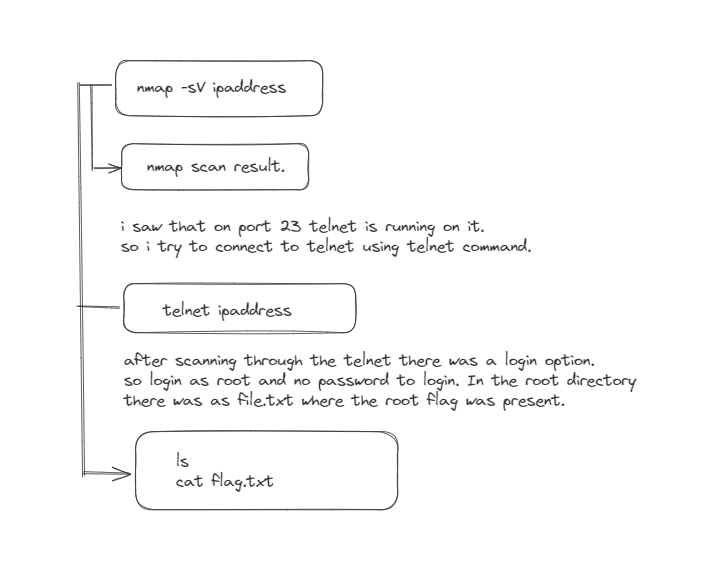 nmap -sV ipaddress
nmap scan result.
i saw that on port 23 telnet is running on it.
so i try to connect to telnet using telnet command.
telnet ipaddress
after scanning through the telnet there was a login option.
so login as root and no password to login. In the root directory
there was as file.txt where the root flag was present.
ls
cat flag.txt